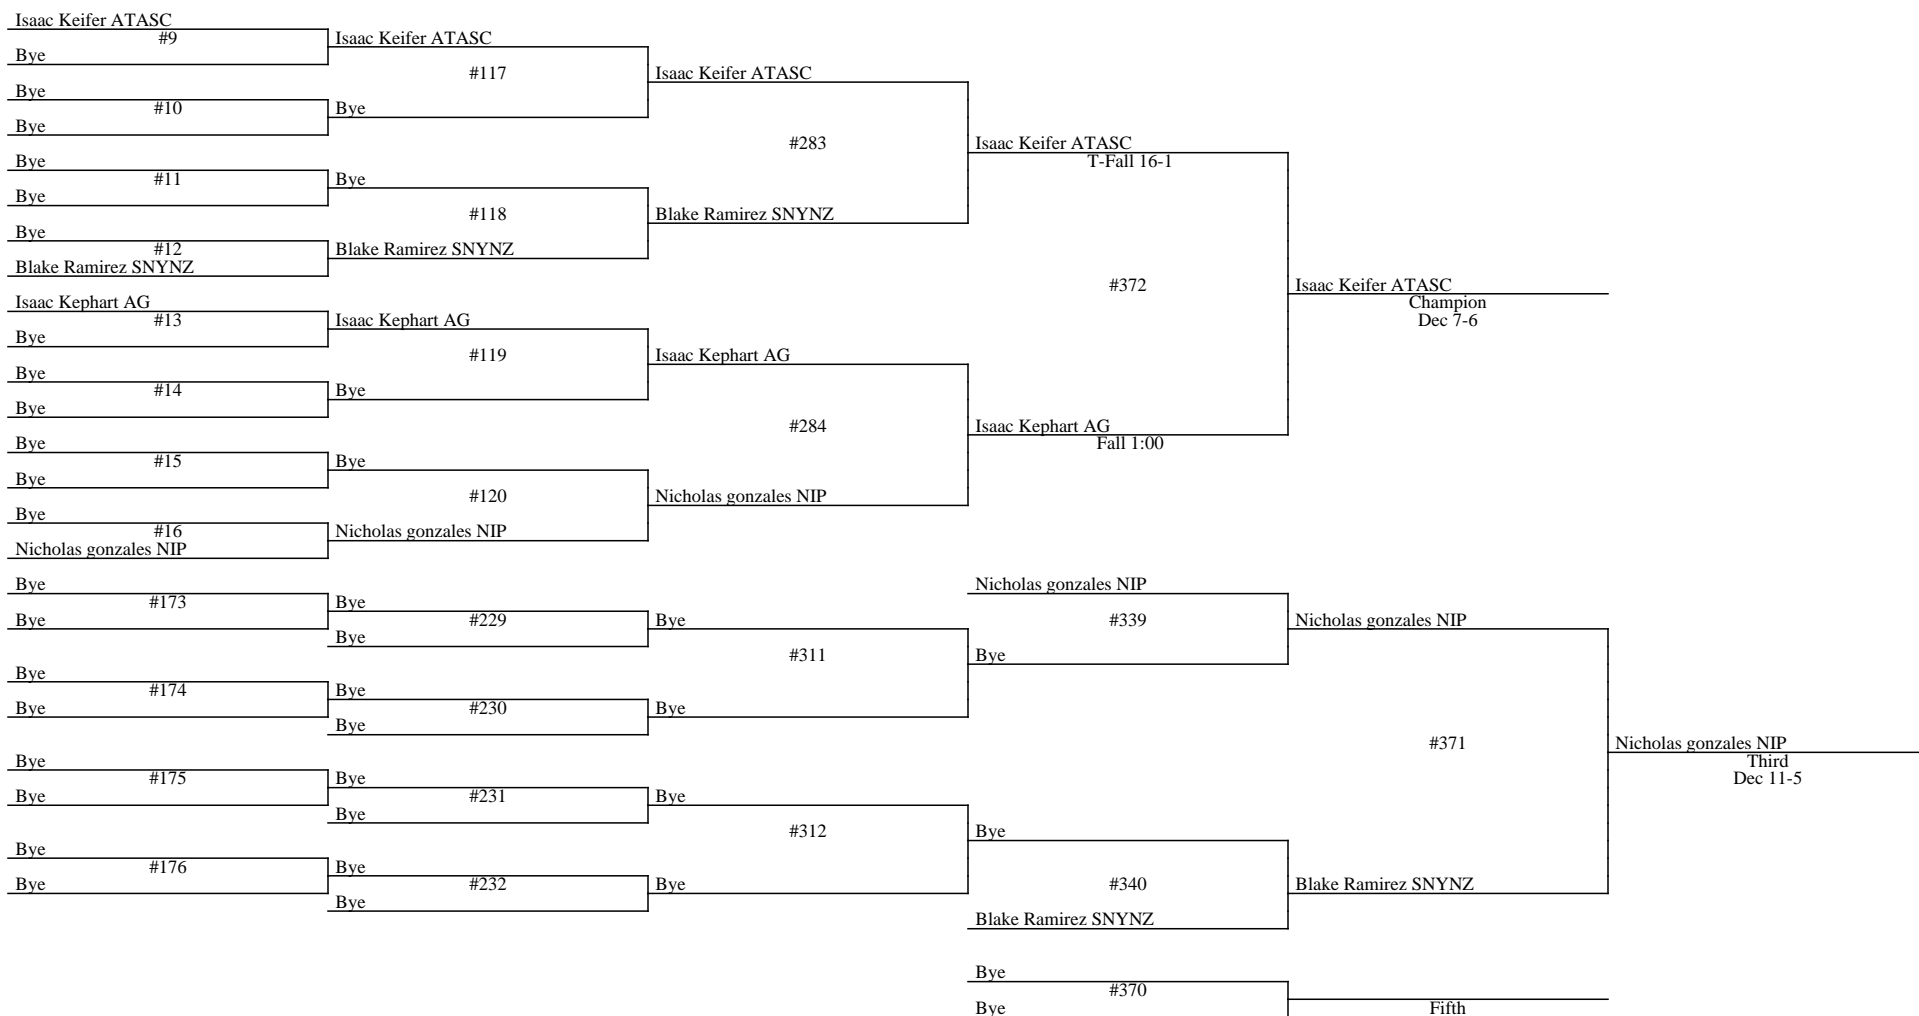 Isaac Keifer ATASC
#9
Bye
Bye
#10
Bye
Bye
#11
Bye
Bye
#12
Blake Ramirez SNYNZ
Isaac Kephart AG
#13
Bye
Bye
#14
Bye
Bye
#15
Bye
Bye
#16
Nicholas gonzales NIP
Isaac Keifer ATASC
#117
Bye
Bye
#118
Blake Ramirez SNYNZ
Isaac Kephart AG
#119
Bye
Bye
#120
Nicholas gonzales NIP
Isaac Keifer ATASC
#283
Blake Ramirez SNYNZ
Isaac Kephart AG
#284
Nicholas gonzales NIP
Isaac Keifer ATASC
T-Fall 16-1
#372
Isaac Kephart AG
Fall 1:00
Isaac Keifer ATASC
Champion
Dec 7-6
Bye
#173
Bye
Bye
#174
Bye
Bye
#175
Bye
Bye
#176
Bye
Bye
#229
Bye
Bye
#230
Bye
Bye
#231
Bye
Bye
#232
Bye
Bye
#311
Bye
Bye
#312
Bye
Nicholas gonzales NIP
#339
Bye
Bye
#340
Blake Ramirez SNYNZ
Nicholas gonzales NIP
#371
Blake Ramirez SNYNZ
Nicholas gonzales NIP
Third
Dec 11-5
Bye
#370
Bye
Fifth